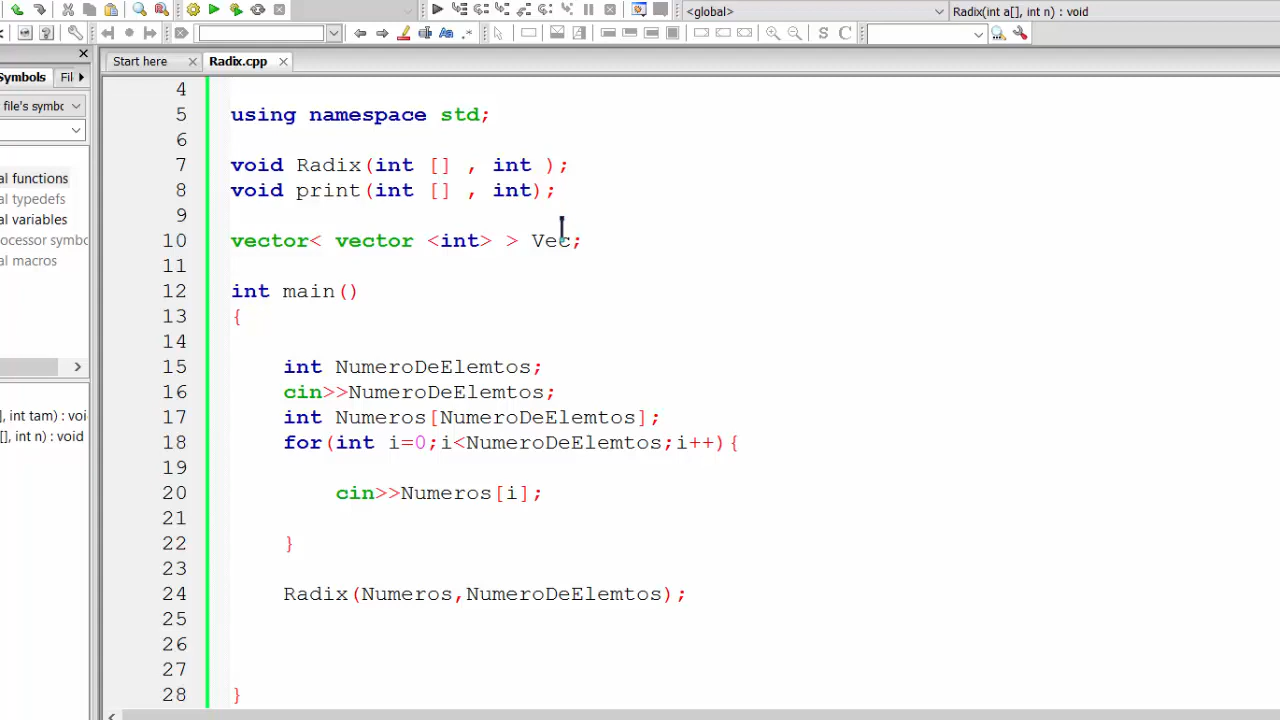 <global>
Radix(int a[], int n) : void
Start here
Radix.cpp
Symbols
Fil
file's symbc
al functions
al typedefs
al variables
ocessor symbo
al macros
], int tam) : voi
[], int n) : void
4
5 using namespace std;
6
7 void Radix(int [] , int );
8 void print(int [] , int);
9
10 vector< vector <int> > Vec;
11
12 int main()
13 {
14
15 int NumeroDeElemtos;
16 cin>>NumeroDeElemtos;
17 int Numeros[NumeroDeElemtos];
18 for(int i=0;i<NumeroDeElemtos;i++){
19
20 cin>>Numeros[i];
21
22 }
23
24 Radix(Numeros,NumeroDeElemtos);
25
26
27
28 }